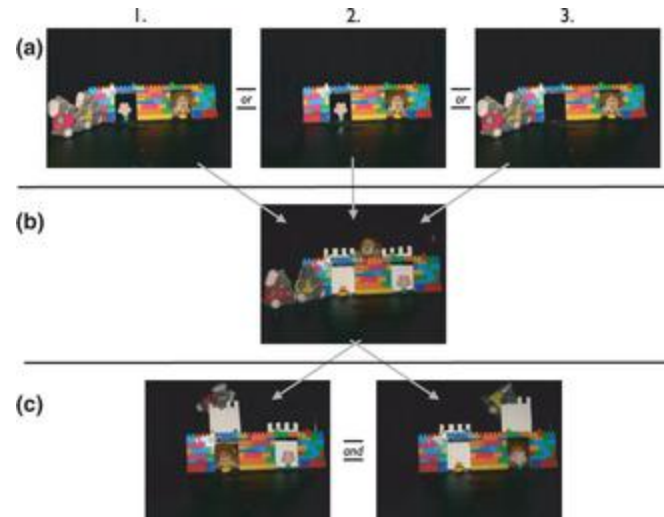 1. 2. 3.
(a)
or or
(b)
(c)
and